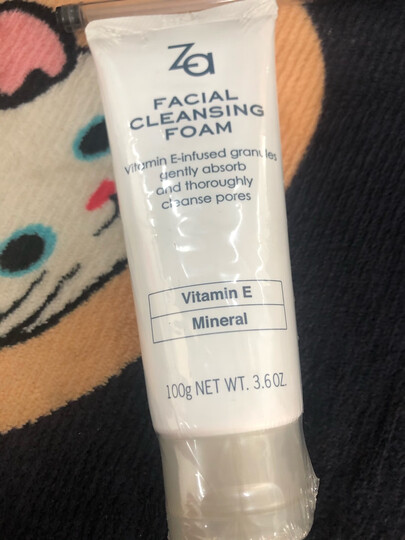 Za
FACIAL
CLEANSING
FOAM
Vitamin E-infused granules
gently absorb
and thoroughly
cleanse pores
Vitamin E
Mineral
100g NET WT. 3.6 OZ.